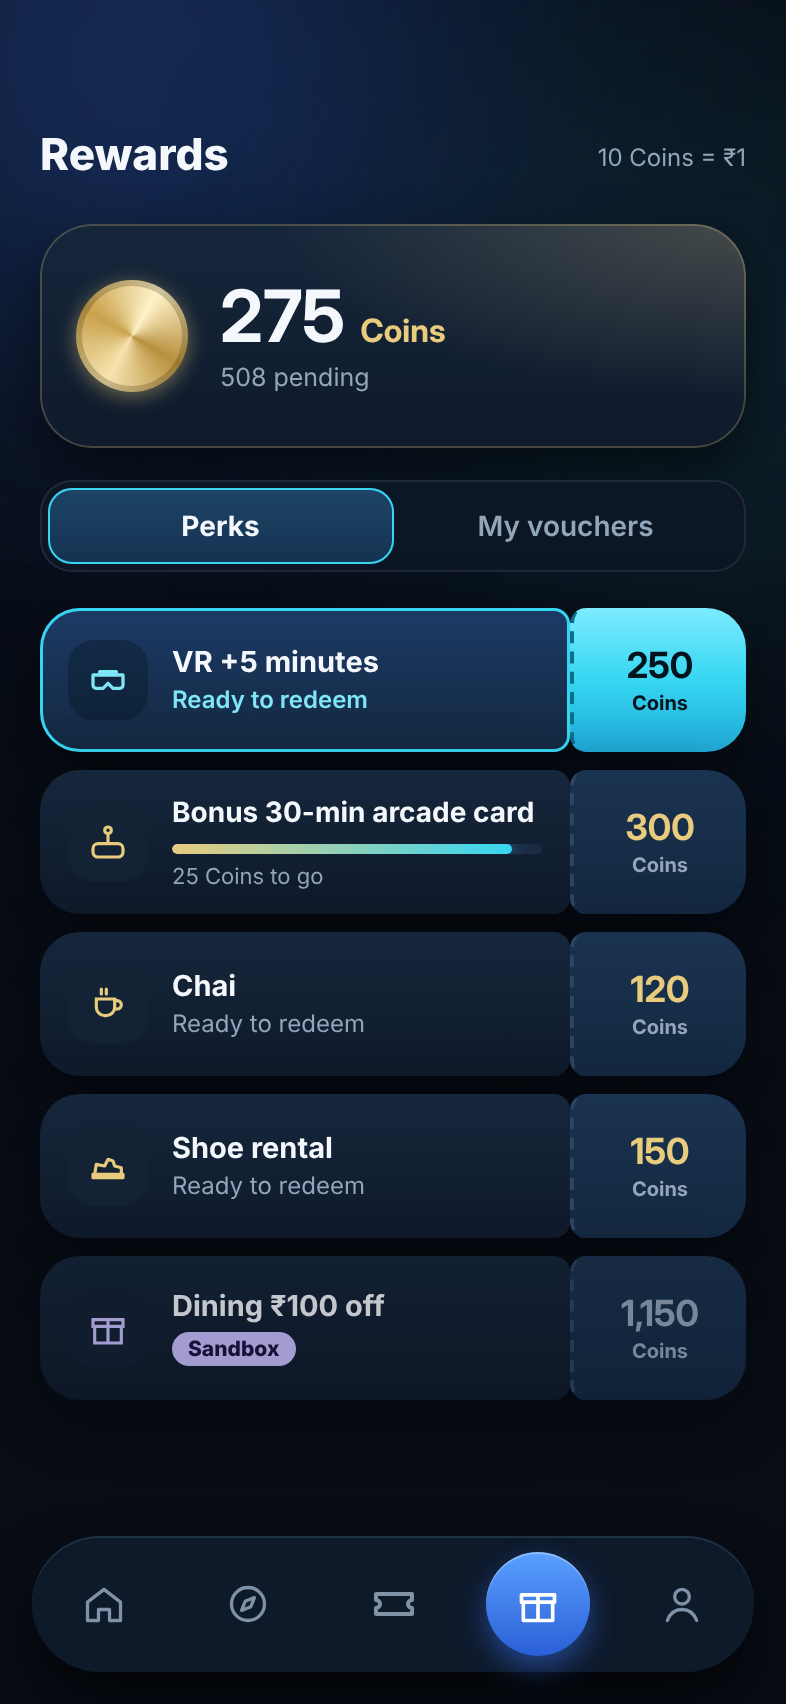 Rewards
10 Coins = ₹1
275 Coins
508 pending
Perks
My vouchers
VR +5 minutes
Ready to redeem
250
Coins
Bonus 30-min arcade card
25 Coins to go
300
Coins
Chai
Ready to redeem
120
Coins
Shoe rental
Ready to redeem
150
Coins
Dining ₹100 off
Sandbox
1,150
Coins